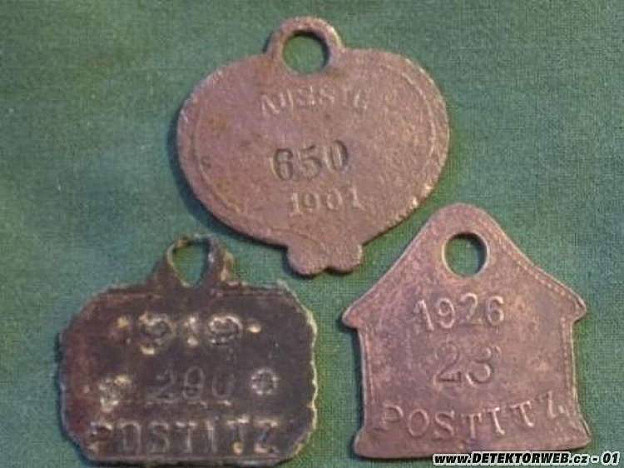 AUSSIG
650
1901
1919
290
POSTITZ
1926
23
POSTITZ
www.DETEKTORWEB.cz - 01